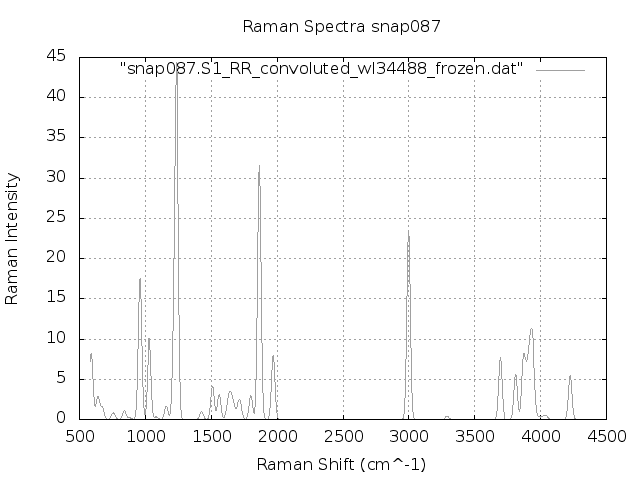 Raman Spectra snap087
"snap087.S1_RR_convoluted_wl34488_frozen.dat"
45
40
35
30
25
20
15
10
5
0
Raman Intensity
500 1000 1500 2000 2500 3000 3500 4000 4500
Raman Shift (cm^-1)